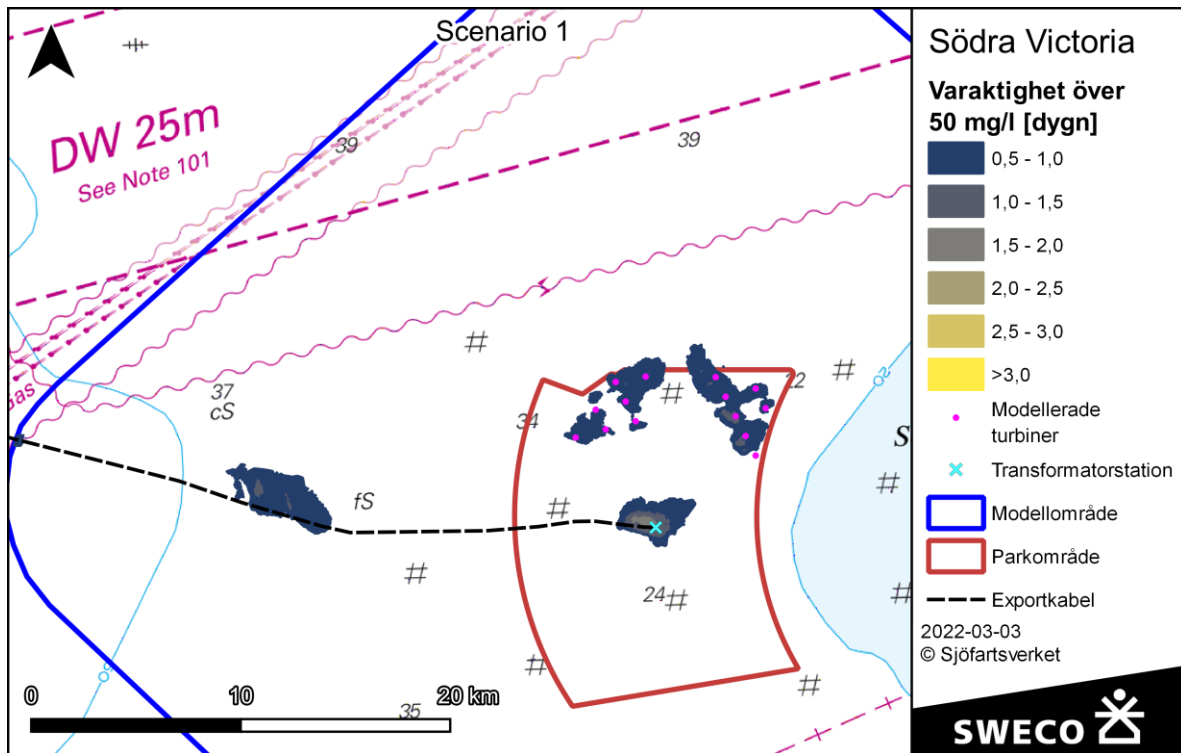 Scenario 1
DW 25m
See Note 101
39
39
Gas
37
cS
34
12
S
fS
24
35
0 10 20 km
Södra Victoria
Varaktighet över
50 mg/l [dygn]
0,5 - 1,0
1,0 - 1,5
1,5 - 2,0
2,0 - 2,5
2,5 - 3,0
>3,0
Modellerade
turbiner
Transformatorstation
Modellområde
Parkområde
Exportkabel
2022-03-03
© Sjöfartsverket
SWECO